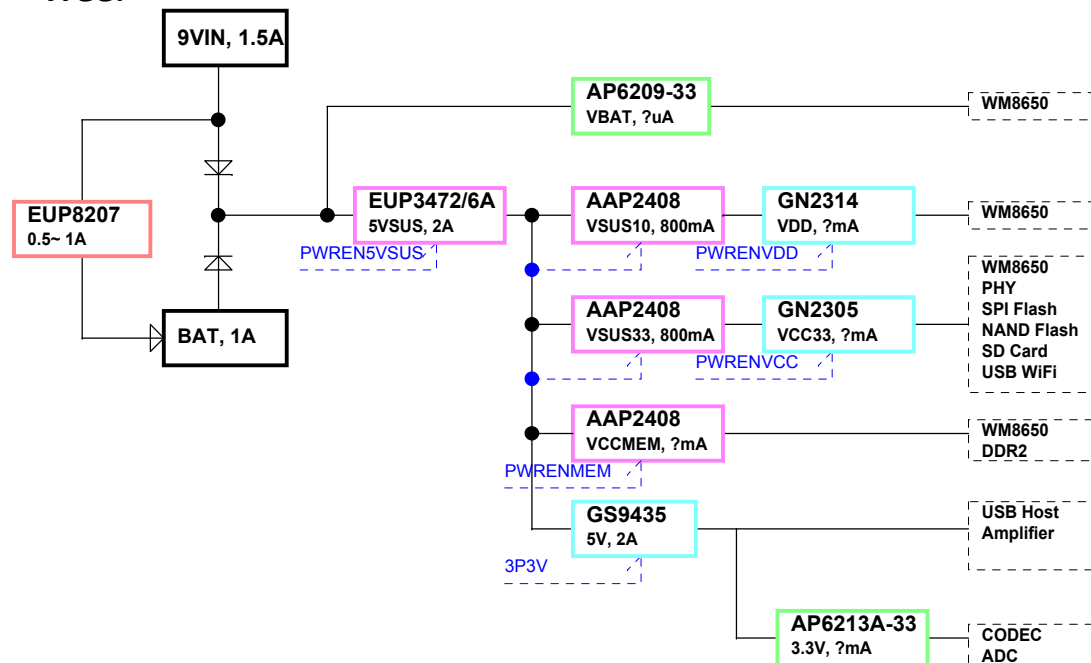 9VIN, 1.5A
AP6209-33
VBAT, ?uA
WM8650
EUP8207
0.5~ 1A
EUP3472/6A
5VSUS, 2A
PWREN5VSUS
AAP2408
VSUS10, 800mA
GN2314
VDD, ?mA
PWRENVDD
WM8650
BAT, 1A
AAP2408
VSUS33, 800mA
GN2305
VCC33, ?mA
PWRENVCC
WM8650
PHY
SPI Flash
NAND Flash
SD Card
USB WiFi
AAP2408
VCCMEM, ?mA
PWRENMEM
WM8650
DDR2
GS9435
5V, 2A
3P3V
USB Host
Amplifier
AP6213A-33
3.3V, ?mA
CODEC
ADC